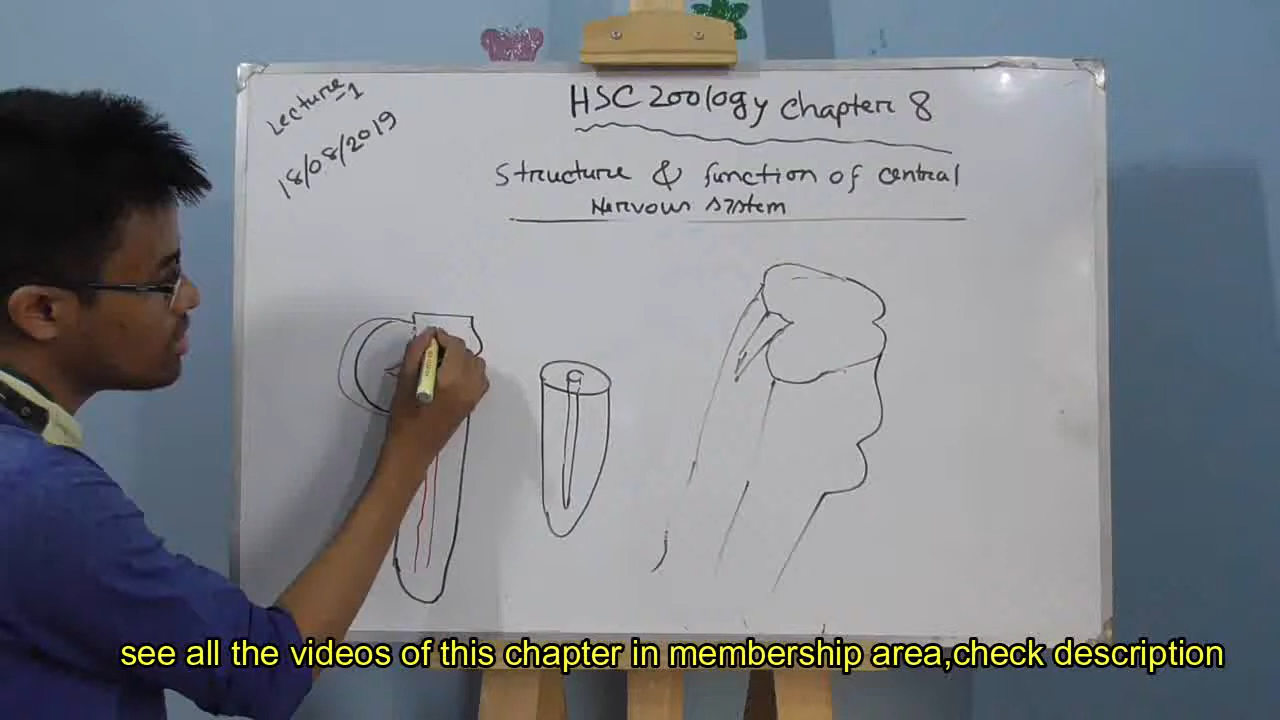 Lecture-1
18/08/2019
HSC Zoology Chapter 8
Structure & function of central
Nervous system
see all the videos of this chapter in membership area,check description